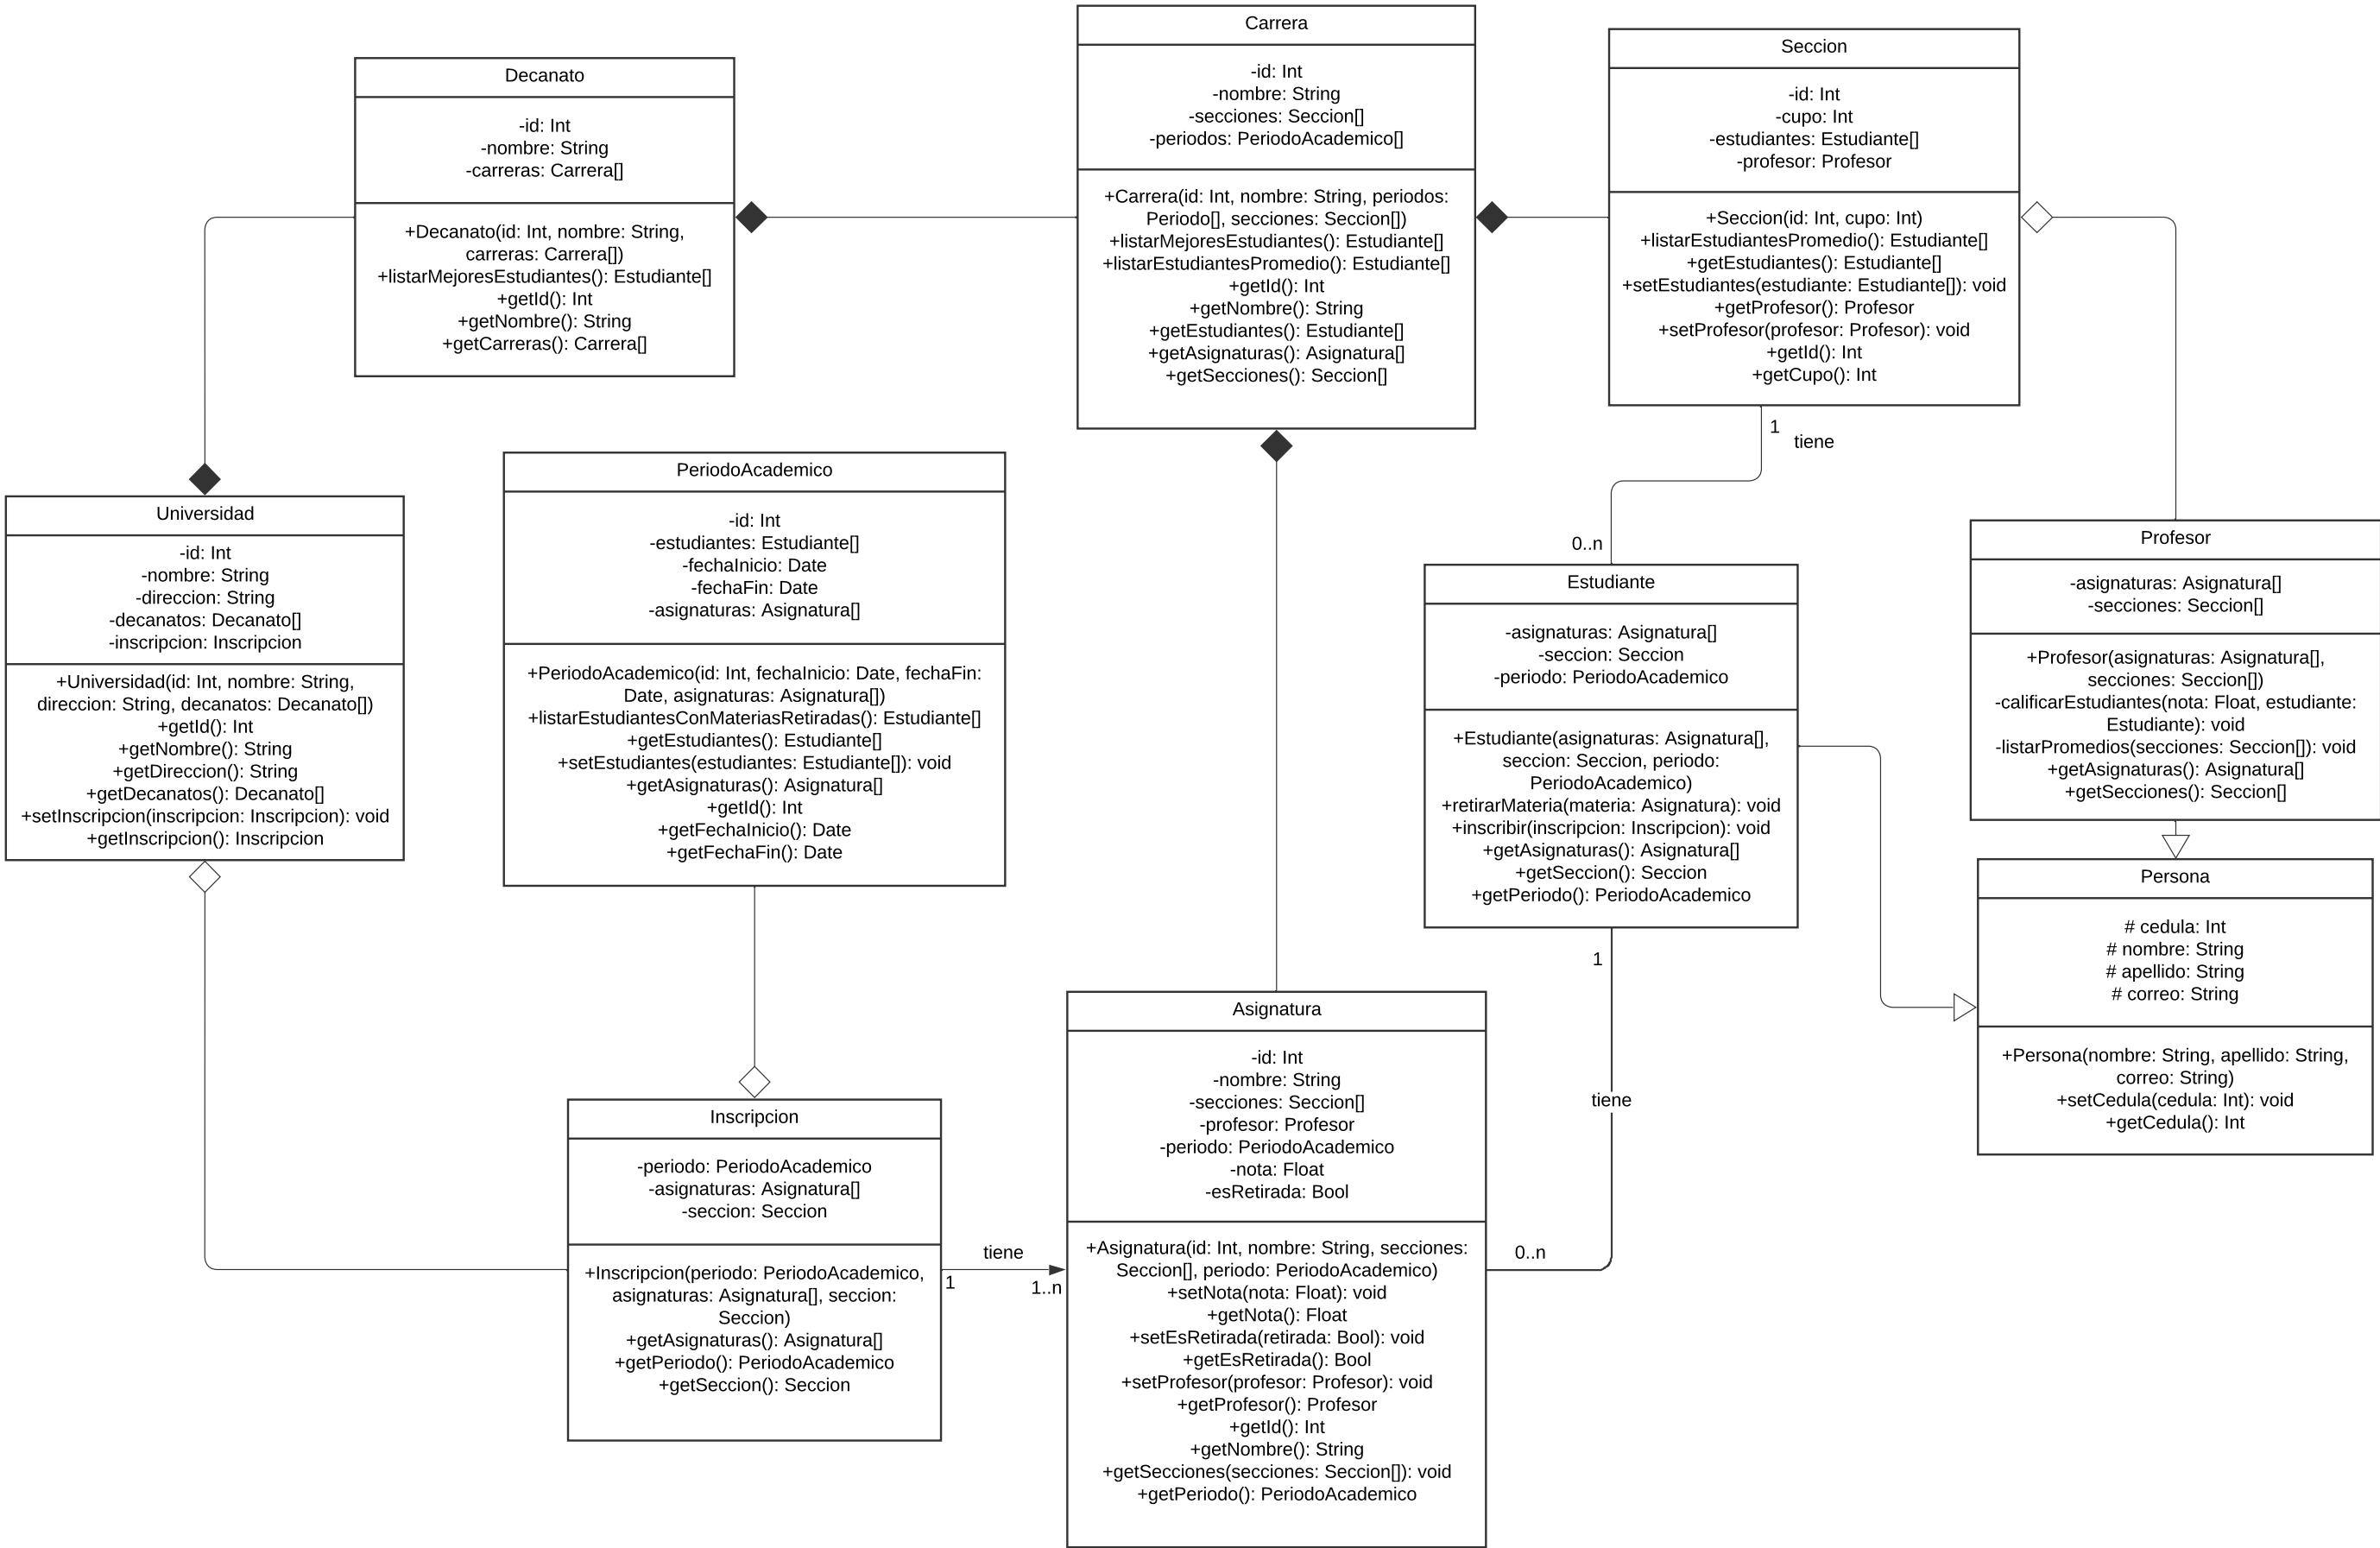 Carrera
-id: Int
-nombre: String
-secciones: Seccion[]
-periodos: PeriodoAcademico[]
+Carrera(id: Int, nombre: String, periodos:
Periodo[], secciones: Seccion[])
+listarMejoresEstudiantes(): Estudiante[]
+listarEstudiantesPromedio(): Estudiante[]
+getId(): Int
+getNombre(): String
+getEstudiantes(): Estudiante[]
+getAsignaturas(): Asignatura[]
+getSecciones(): Seccion[]
Seccion
-id: Int
-cupo: Int
-estudiantes: Estudiante[]
-profesor: Profesor
+Seccion(id: Int, cupo: Int)
+listarEstudiantesPromedio(): Estudiante[]
+getEstudiantes(): Estudiante[]
+setEstudiantes(estudiante: Estudiante[]): void
+getProfesor(): Profesor
+setProfesor(profesor: Profesor): void
+getId(): Int
+getCupo(): Int
Decanato
-id: Int
-nombre: String
-carreras: Carrera[]
+Decanato(id: Int, nombre: String,
carreras: Carrera[])
+listarMejoresEstudiantes(): Estudiante[]
+getId(): Int
+getNombre(): String
+getCarreras(): Carrera[]
1
tiene
0..n
Universidad
-id: Int
-nombre: String
-direccion: String
-decanatos: Decanato[]
-inscripcion: Inscripcion
+Universidad(id: Int, nombre: String,
direccion: String, decanatos: Decanato[])
+getId(): Int
+getNombre(): String
+getDireccion(): String
+getDecanatos(): Decanato[]
+setInscripcion(inscripcion: Inscripcion): void
+getInscripcion(): Inscripcion
PeriodoAcademico
-id: Int
-estudiantes: Estudiante[]
-fechaInicio: Date
-fechaFin: Date
-asignaturas: Asignatura[]
+PeriodoAcademico(id: Int, fechaInicio: Date, fechaFin:
Date, asignaturas: Asignatura[])
+listarEstudiantesConMateriasRetiradas(): Estudiante[]
+getEstudiantes(): Estudiante[]
+setEstudiantes(estudiantes: Estudiante[]): void
+getAsignaturas(): Asignatura[]
+getId(): Int
+getFechaInicio(): Date
+getFechaFin(): Date
Estudiante
-asignaturas: Asignatura[]
-seccion: Seccion
-periodo: PeriodoAcademico
+Estudiante(asignaturas: Asignatura[],
seccion: Seccion, periodo:
PeriodoAcademico)
+retirarMateria(materia: Asignatura): void
+inscribir(inscripcion: Inscripcion): void
+getAsignaturas(): Asignatura[]
+getSeccion(): Seccion
+getPeriodo(): PeriodoAcademico
Profesor
-asignaturas: Asignatura[]
-secciones: Seccion[]
+Profesor(asignaturas: Asignatura[],
secciones: Seccion[])
-calificarEstudiantes(nota: Float, estudiante:
Estudiante): void
-listarPromedios(secciones: Seccion[]): void
+getAsignaturas(): Asignatura[]
+getSecciones(): Seccion[]
Persona
# cedula: Int
# nombre: String
# apellido: String
# correo: String
+Persona(nombre: String, apellido: String,
correo: String)
+setCedula(cedula: Int): void
+getCedula(): Int
1
tiene
0..n
Inscripcion
-periodo: PeriodoAcademico
-asignaturas: Asignatura[]
-seccion: Seccion
+Inscripcion(periodo: PeriodoAcademico,
asignaturas: Asignatura[], seccion:
Seccion)
+getAsignaturas(): Asignatura[]
+getPeriodo(): PeriodoAcademico
+getSeccion(): Seccion
tiene
1
1..n
Asignatura
-id: Int
-nombre: String
-secciones: Seccion[]
-profesor: Profesor
-periodo: PeriodoAcademico
-nota: Float
-esRetirada: Bool
+Asignatura(id: Int, nombre: String, secciones:
Seccion[], periodo: PeriodoAcademico)
+setNota(nota: Float): void
+getNota(): Float
+setEsRetirada(retirada: Bool): void
+getEsRetirada(): Bool
+setProfesor(profesor: Profesor): void
+getProfesor(): Profesor
+getId(): Int
+getNombre(): String
+getSecciones(secciones: Seccion[]): void
+getPeriodo(): PeriodoAcademico